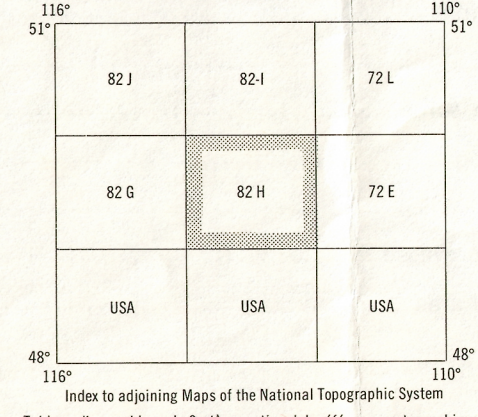 116° 110°
51° 51°
82 J 82-I 72 L
82 G 82 H 72 E
USA USA USA
48° 48°
116° 110°
Index to adjoining Maps of the National Topographic System